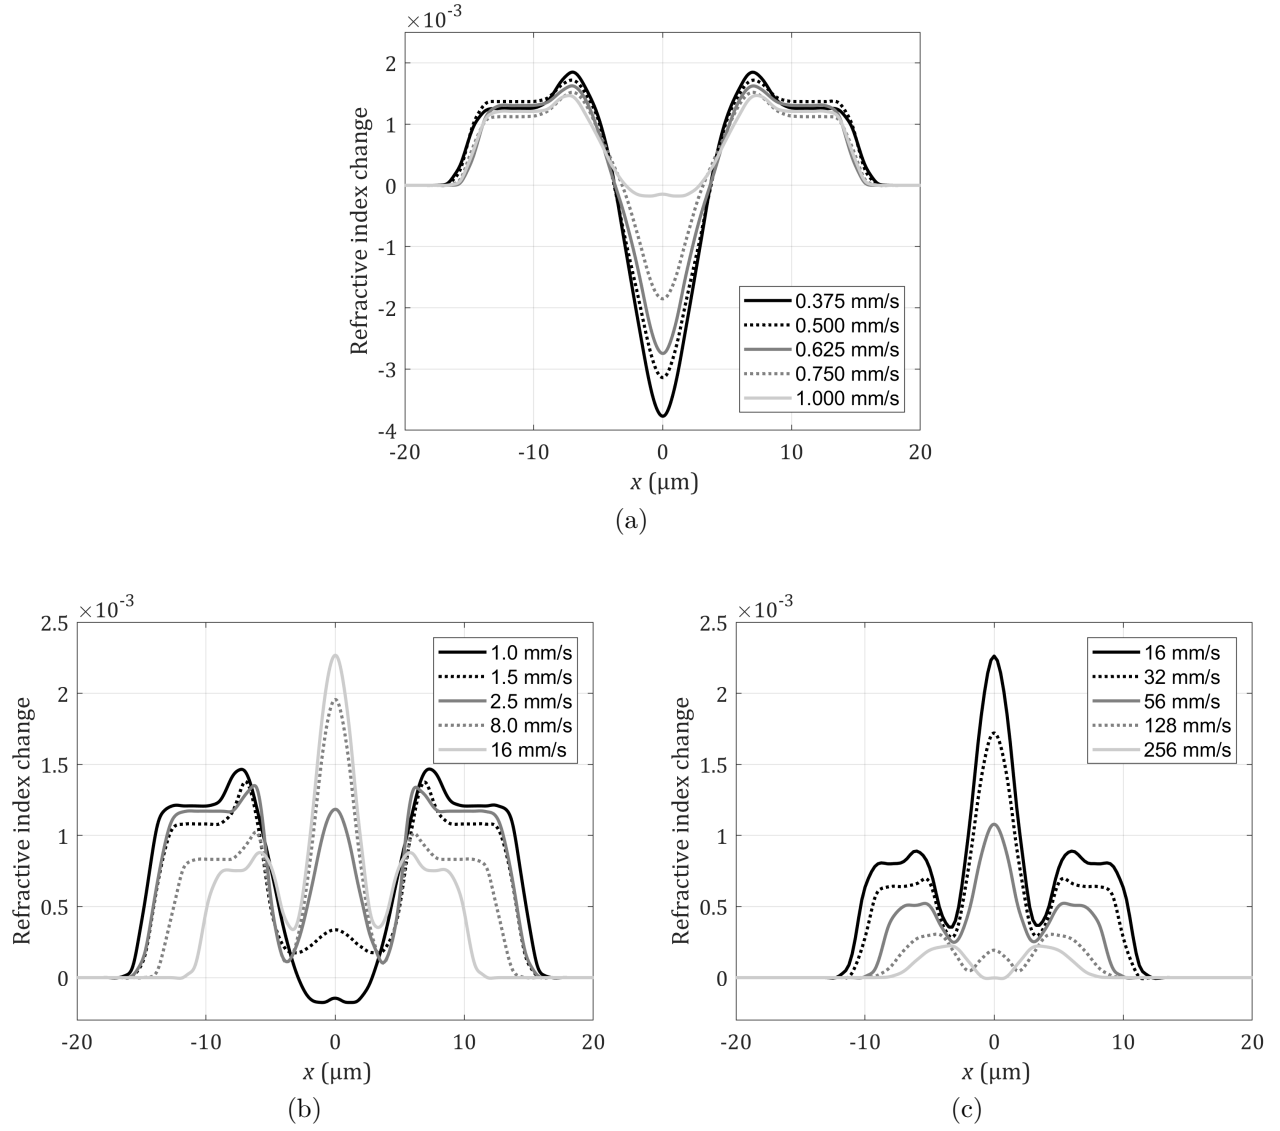 ×10-3
Refractive index change
2
1
0
-1
-2
-3
-4
-20 -10 0 10 20
x (μm)
0.375 mm/s
0.500 mm/s
0.625 mm/s
0.750 mm/s
1.000 mm/s
(a)
×10-3
Refractive index change
2.5
2
1.5
1
0.5
0
-20 -10 0 10 20
x (μm)
1.0 mm/s
1.5 mm/s
2.5 mm/s
8.0 mm/s
16 mm/s
(b)
×10-3
Refractive index change
2.5
2
1.5
1
0.5
0
-20 -10 0 10 20
x (μm)
16 mm/s
32 mm/s
56 mm/s
128 mm/s
256 mm/s
(c)